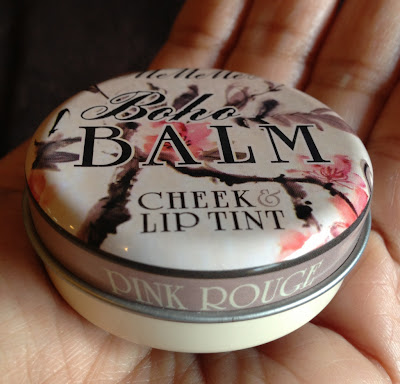 MeMeMe
Boho
BALM
CHEEK &
LIP TINT
PINK ROUGE